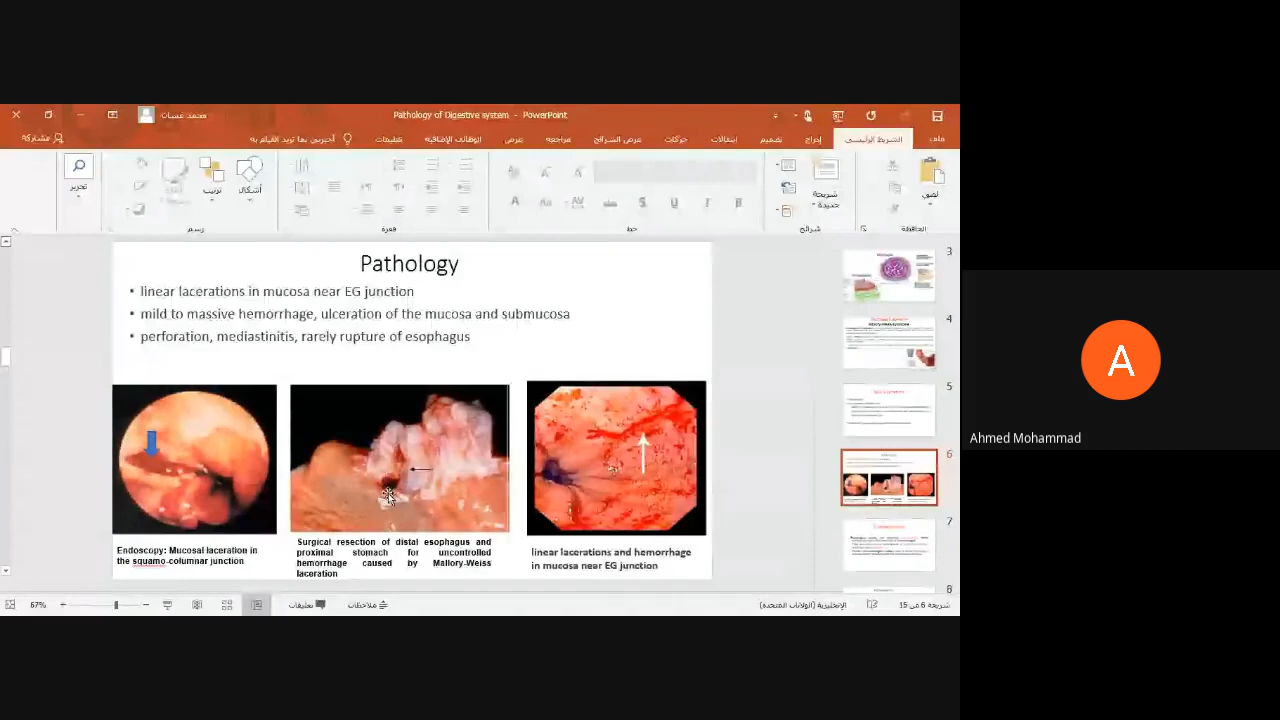 Pathology of Digestive system - PowerPoint
محمد عميات
ملف
الشريط الرئيسي
إدراج
تصميم
انتقالات
حركات
عرض الشرائح
مراجعة
عرض
الوظائف الإضافية
تعليمات
أخبرني بما تريد القيام به
مشاركة
لصق
شريحة
جديدة
أشكال
ترتيب
تحرير
الحافظة
شرائح
خط
فقرة
رسم
Pathology
• linear lacerations in mucosa near EG junction
• mild to massive hemorrhage, ulceration of the mucosa and submucosa
• penetration, mediastinitis, rarely rupture of esophagus
Endoscopy- Mucosal laceration in
the squamo-columnar junction
Surgical resection of distal esophagus and
proximal stomach for uncontrolled
hemorrhage caused by Mallory-Weiss
laceration
linear lacerations and hemorrhage
in mucosa near EG junction
3
4
5
6
7
8
شريحة 6 من 15
الإنجليزية (الولايات المتحدة)
ملاحظات
تعليقات
67%
A
Ahmed Mohammad